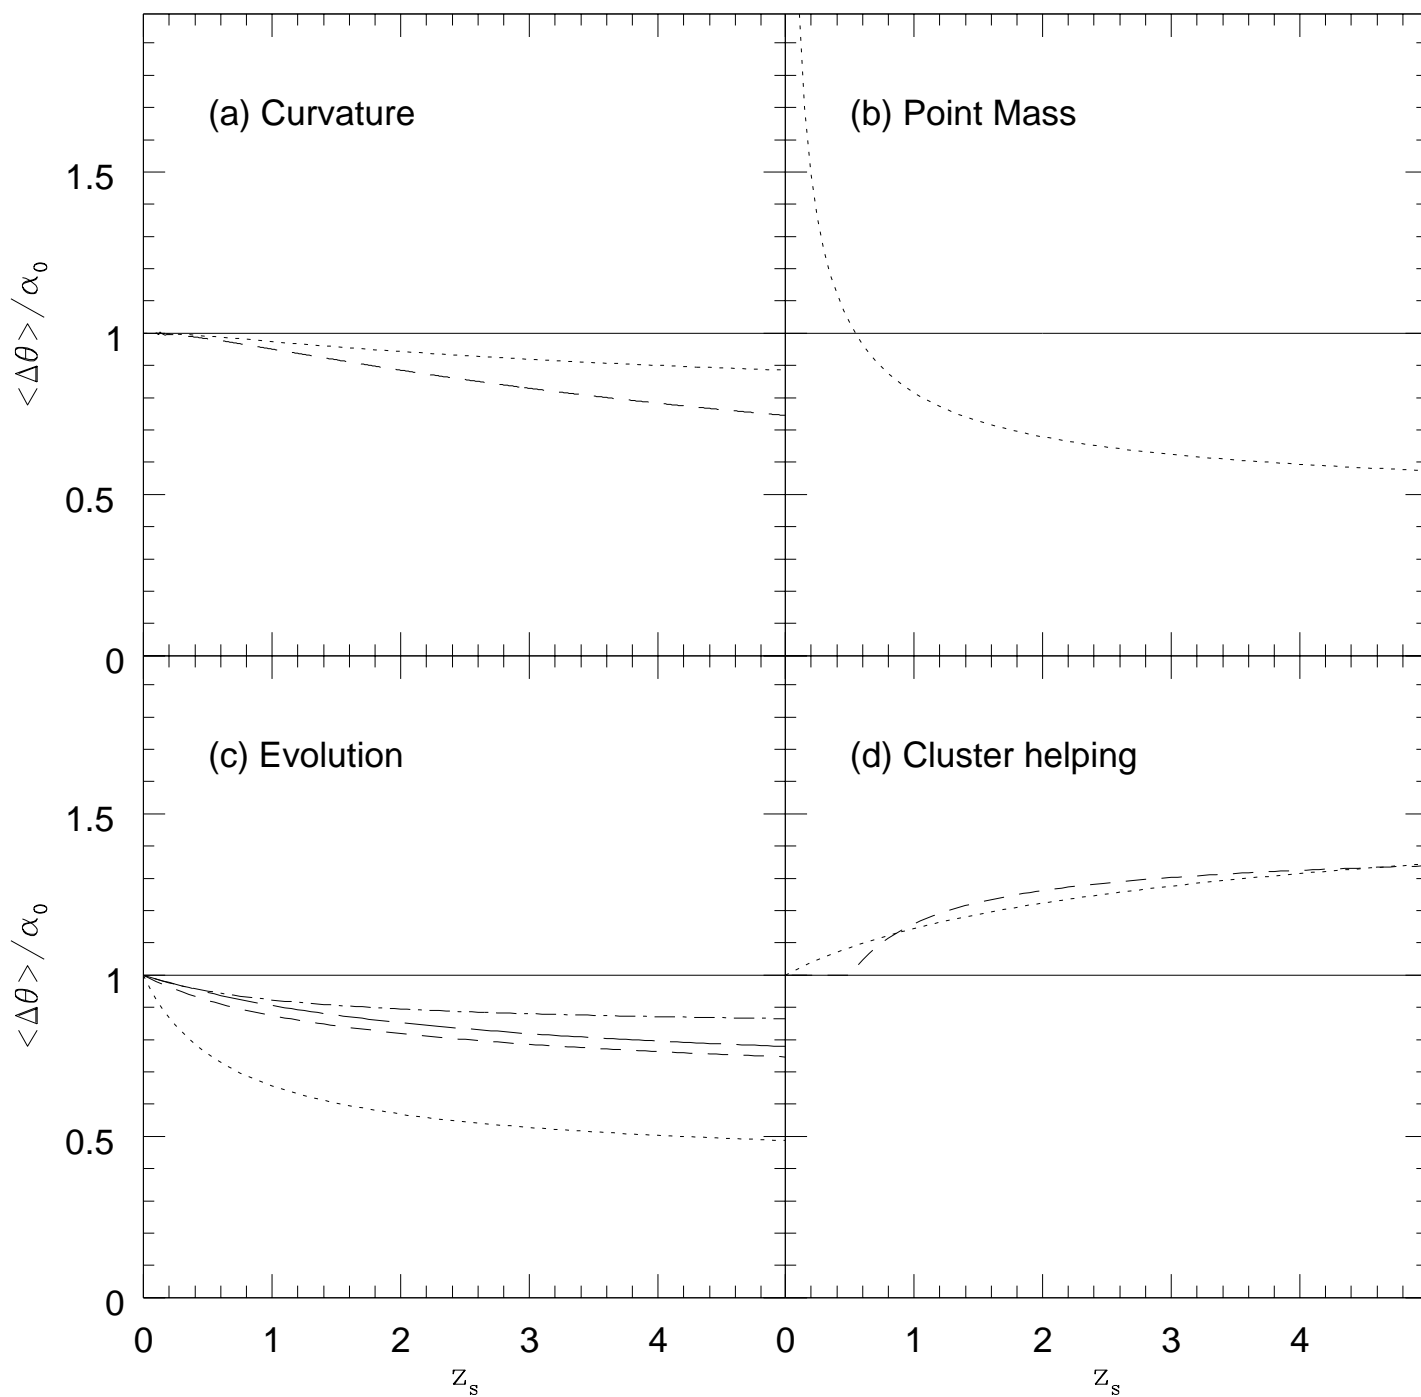 (a) Curvature
(b) Point Mass
1.5
1
0.5
0
<Δθ>/α₀
(c) Evolution
(d) Cluster helping
1.5
1
0.5
0
<Δθ>/α₀
0 1 2 3 4 0 1 2 3 4
zₛ zₛ